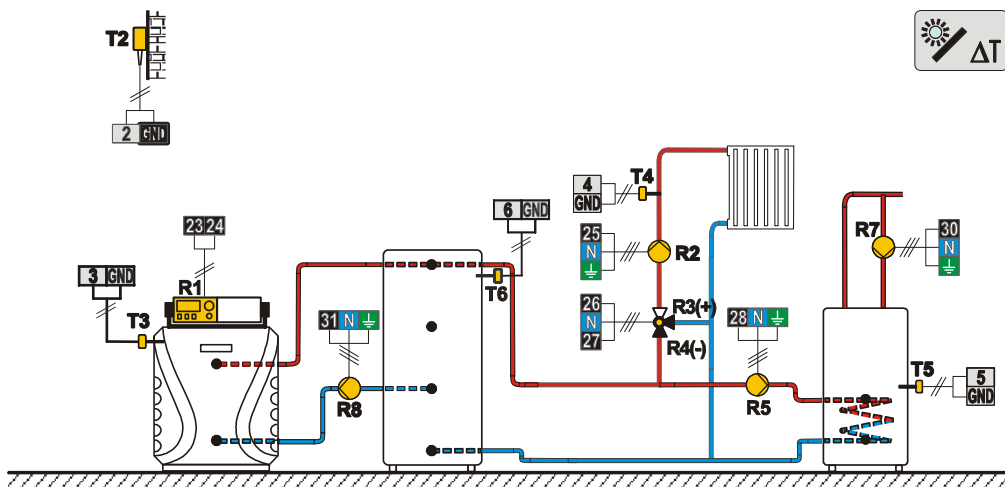 T2
2 GND
ΔT
4
GND
T4
6 GND
23 24
25
N
R2
R7
30
N
3 GND
R1
T6
26
N
27
R3(+)
R4(-)
T3
31 N
28 N
R8
R5
T5
5
GND